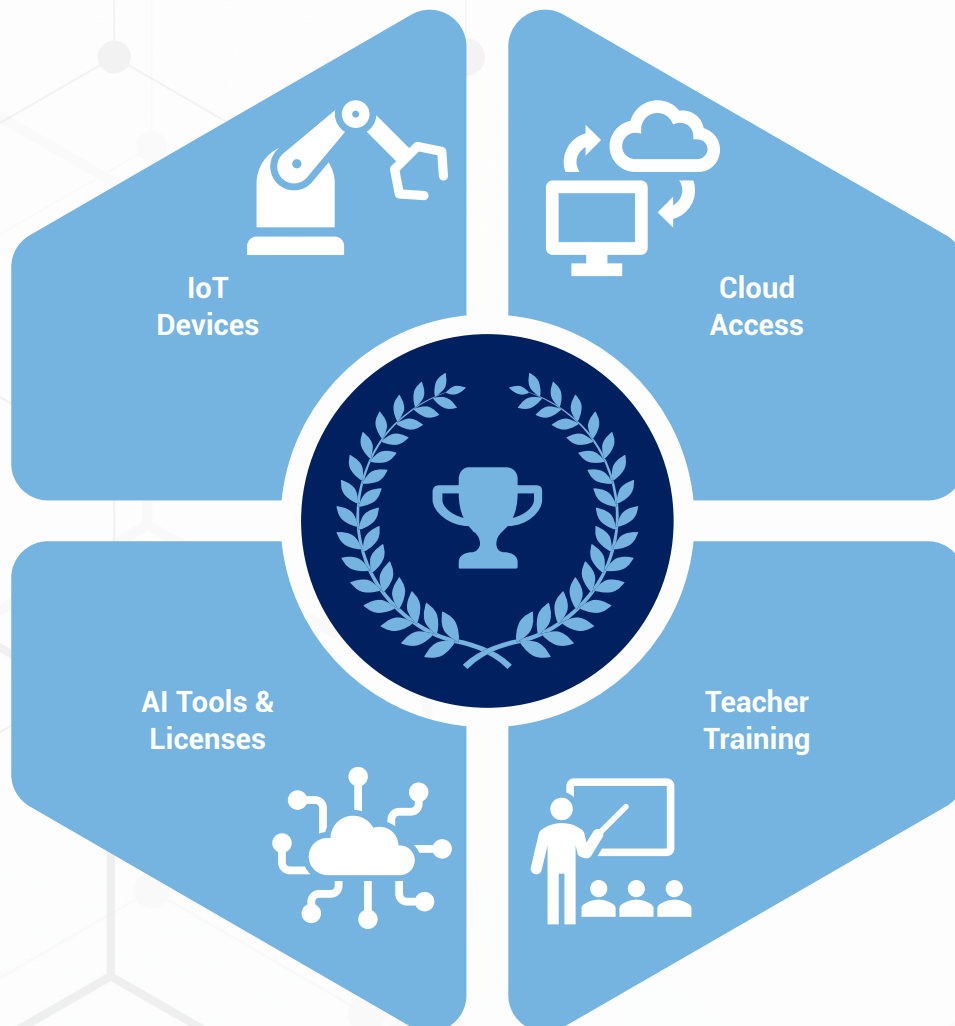 IoT
Devices
Cloud
Access
AI Tools &
Licenses
Teacher
Training